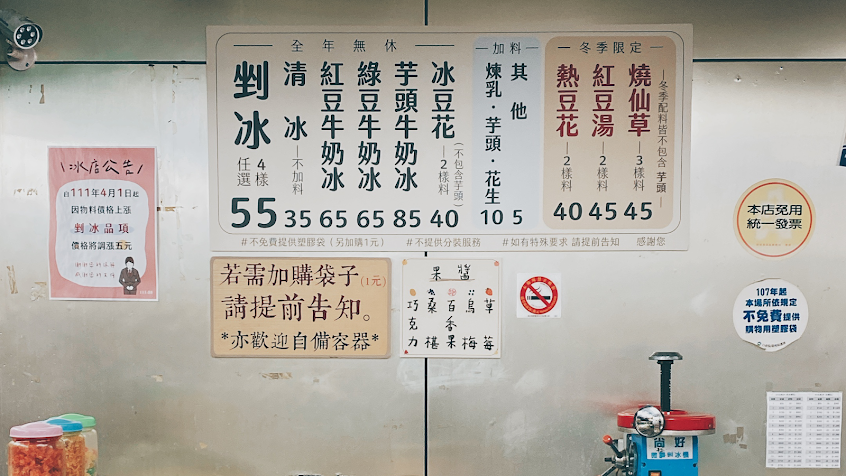 全年無休
剉冰
任選4樣
55
清冰
不加料
35
紅豆牛奶冰
65
綠豆牛奶冰
65
芋頭牛奶冰
85
冰豆花
(不包含芋頭)
2樣料
40
加料
煉乳・芋頭・花生
10
其他
5
冬季限定
熱豆花
2樣料
40
紅豆湯
2樣料
45
燒仙草
3樣料
45
冬季配料皆不包含 芋頭
#不免費提供塑膠袋(另加購1元) #不提供分裝服務 #如有特殊要求 請提前告知 感謝您
冰店公告
自111年4月1日起
因物料價格上漲
剉冰品項
價格將調漲五元
若需加購袋子(1元)
請提前告知。
*亦歡迎自備容器*
果醬
草莓
烏梅
百香果
桑椹
巧克力
本店免用
統一發票
107年起
本場所依規定
不免費提供
購物用塑膠袋
尚好